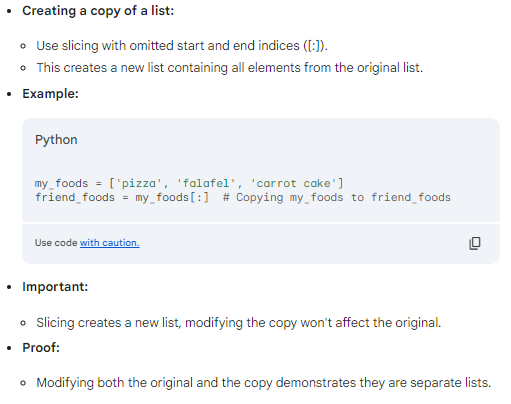 Creating a copy of a list:
Use slicing with omitted start and end indices ([:]).
This creates a new list containing all elements from the original list.
Example:
Python
my_foods = ['pizza', 'falafel', 'carrot cake']
friend_foods = my_foods[:]  # Copying my_foods to friend_foods
Use code with caution.
Important:
Slicing creates a new list, modifying the copy won't affect the original.
Proof:
Modifying both the original and the copy demonstrates they are separate lists.